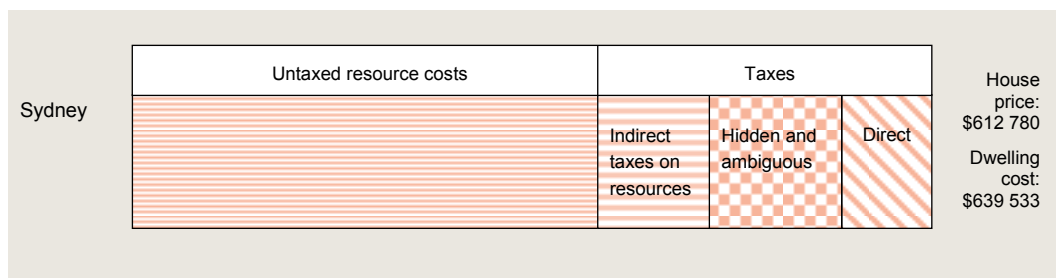 Untaxed resource costs
Taxes
Sydney
Indirect
taxes on
resources
Hidden and
ambiguous
Direct
House
price:
$612 780
Dwelling
cost:
$639 533